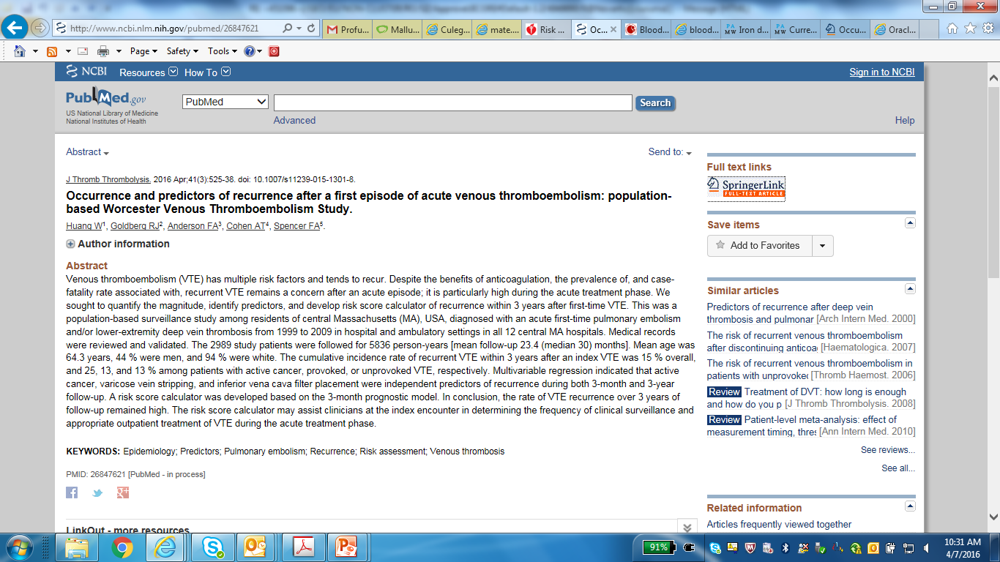 http://www.ncbi.nlm.nih.gov/pubmed/26847621
Profu...
Mallu...
Culeg...
mate....
Risk ...
Oc...
Blood...
blood...
PA MW Iron d...
PA MW Curre...
Occu...
Oracl...
Page
Safety
Tools
NCBI Resources How To
Sign in to NCBI
PubMed.gov
US National Library of Medicine
National Institutes of Health
PubMed
Search
Advanced
Help
Abstract
Send to:
J Thromb Thrombolysis. 2016 Apr;41(3):525-38. doi: 10.1007/s11239-015-1301-8.
Occurrence and predictors of recurrence after a first episode of acute venous thromboembolism: population-
based Worcester Venous Thromboembolism Study.
Huang W1, Goldberg RJ2, Anderson FA3, Cohen AT4, Spencer FA5.
Author information
Abstract
Venous thromboembolism (VTE) has multiple risk factors and tends to recur. Despite the benefits of anticoagulation, the prevalence of, and case-
fatality rate associated with, recurrent VTE remains a concern after an acute episode; it is particularly high during the acute treatment phase. We
sought to quantify the magnitude, identify predictors, and develop risk score calculator of recurrence within 3 years after first-time VTE. This was a
population-based surveillance study among residents of central Massachusetts (MA), USA, diagnosed with an acute first-time pulmonary embolism
and/or lower-extremity deep vein thrombosis from 1999 to 2009 in hospital and ambulatory settings in all 12 central MA hospitals. Medical records
were reviewed and validated. The 2989 study patients were followed for 5836 person-years [mean follow-up 23.4 (median 30) months]. Mean age was
64.3 years, 44 % were men, and 94 % were white. The cumulative incidence rate of recurrent VTE within 3 years after an index VTE was 15 % overall,
and 25, 13, and 13 % among patients with active cancer, provoked, or unprovoked VTE, respectively. Multivariable regression indicated that active
cancer, varicose vein stripping, and inferior vena cava filter placement were independent predictors of recurrence during both 3-month and 3-year
follow-up. A risk score calculator was developed based on the 3-month prognostic model. In conclusion, the rate of VTE recurrence over 3 years of
follow-up remained high. The risk score calculator may assist clinicians at the index encounter in determining the frequency of clinical surveillance and
appropriate outpatient treatment of VTE during the acute treatment phase.
KEYWORDS: Epidemiology; Predictors; Pulmonary embolism; Recurrence; Risk assessment; Venous thrombosis
PMID: 26847621 [PubMed - in process]
LinkOut - more resources
Full text links
SpringerLink
FULL-TEXT ARTICLE
Save items
Add to Favorites
Similar articles
Predictors of recurrence after deep vein
thrombosis and pulmonar [Arch Intern Med. 2000]
The risk of recurrent venous thromboembolism
after discontinuing anticoag [Haematologica. 2007]
The risk of recurrent venous thromboembolism in
patients with unprovoked [Thromb Haemost. 2006]
Review Treatment of DVT: how long is enough
and how do you p [J Thromb Thrombolysis. 2008]
Review Patient-level meta-analysis: effect of
measurement timing, thres [Ann Intern Med. 2010]
See reviews...
See all...
Related information
Articles frequently viewed together
91%
10:31 AM
4/7/2016